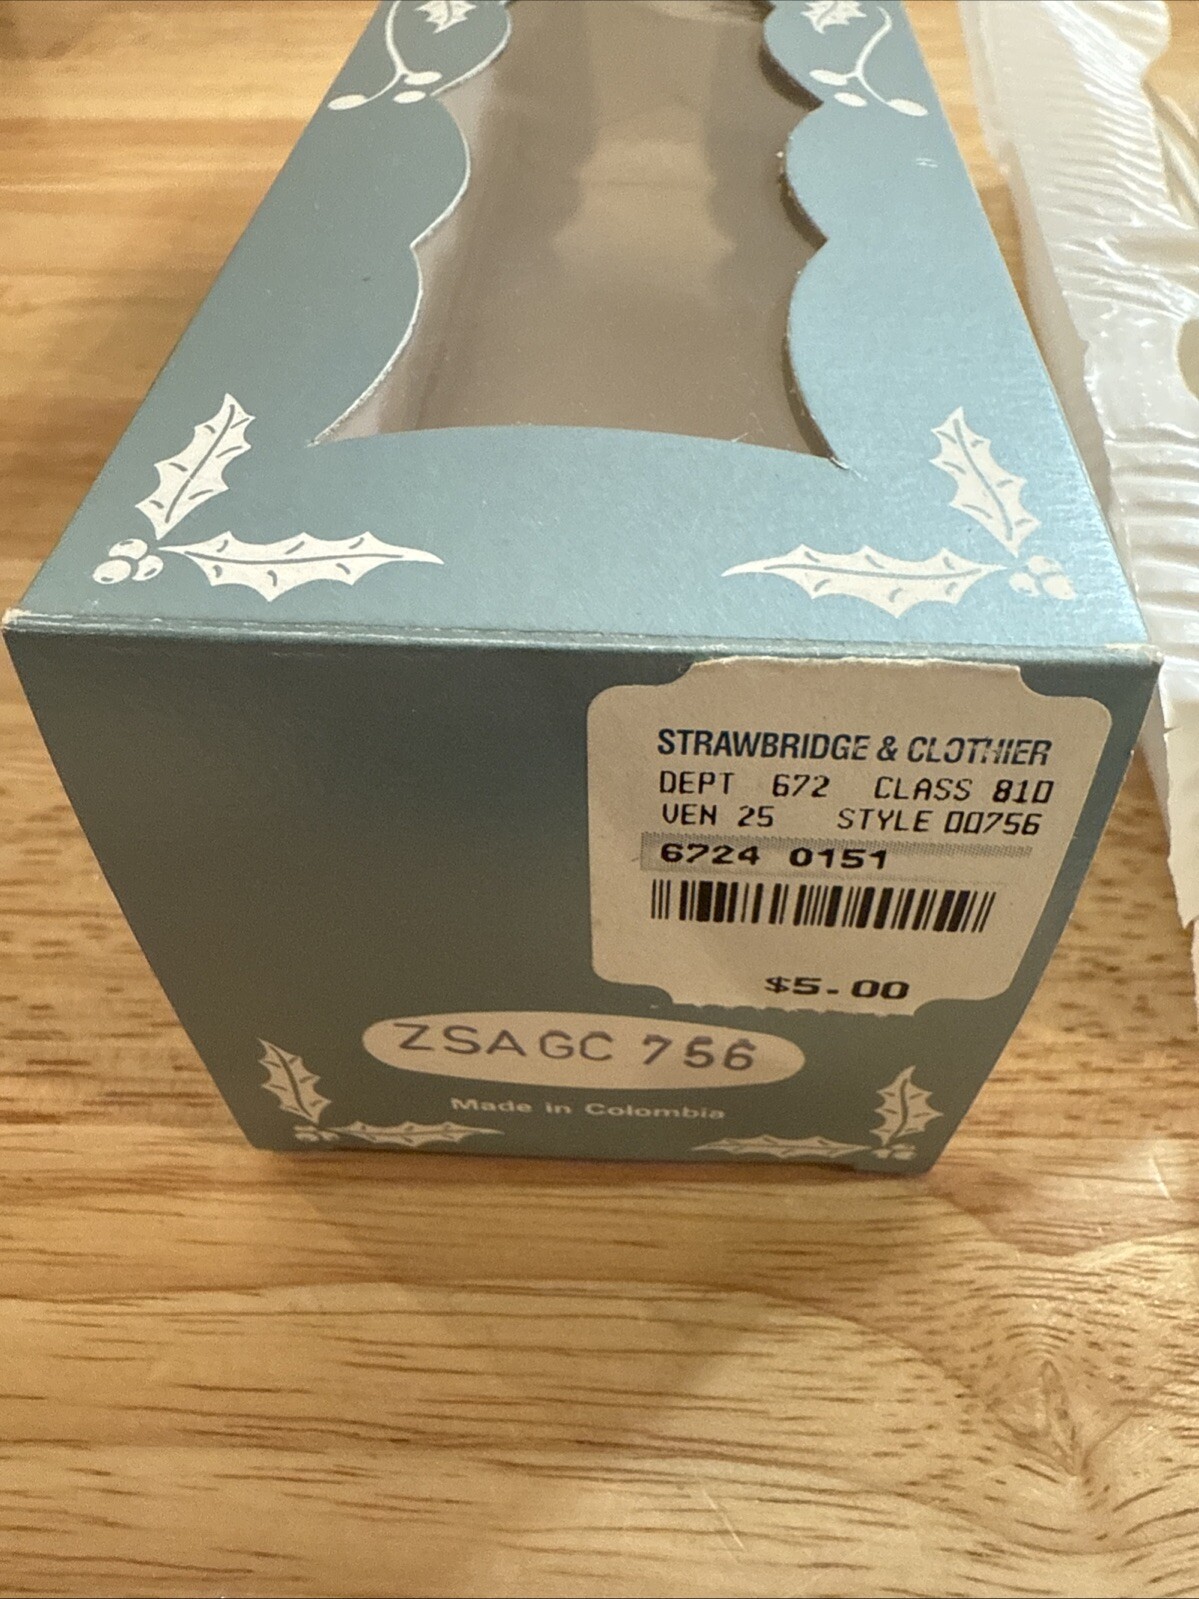 STRAWBRIDGE & CLOTHIER
DEPT 672 CLASS 810
VEN 25 STYLE 00756
6724 0151
$5.00
ZSAGC 756
Made in Colombia